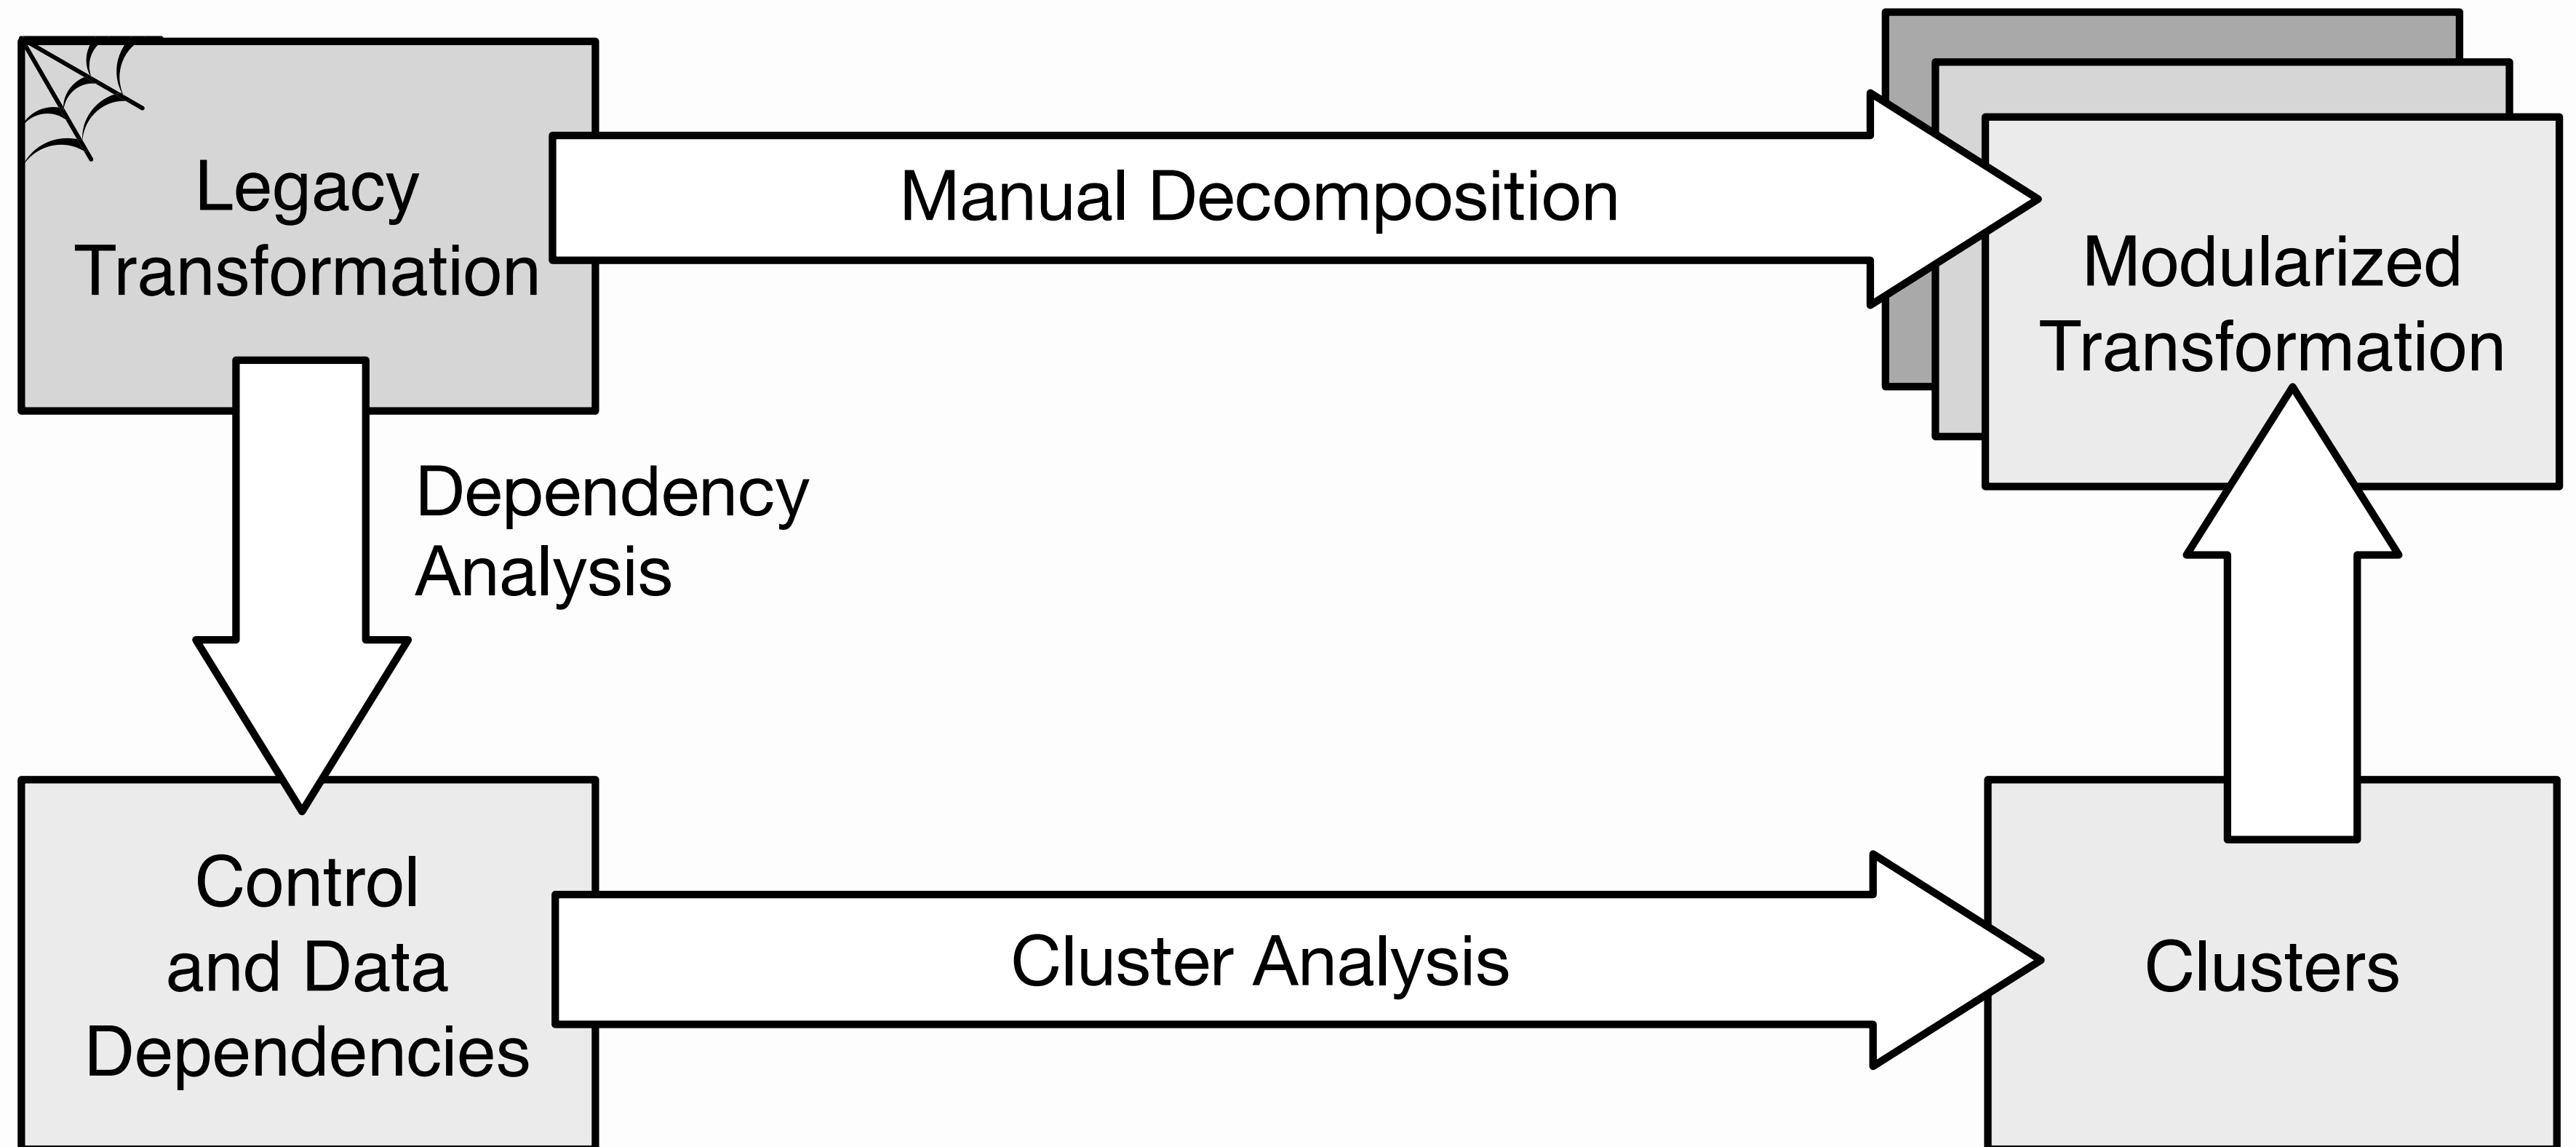 Legacy
Transformation
Manual Decomposition
Modularized
Transformation
Dependency
Analysis
Control
and Data
Dependencies
Cluster Analysis
Clusters